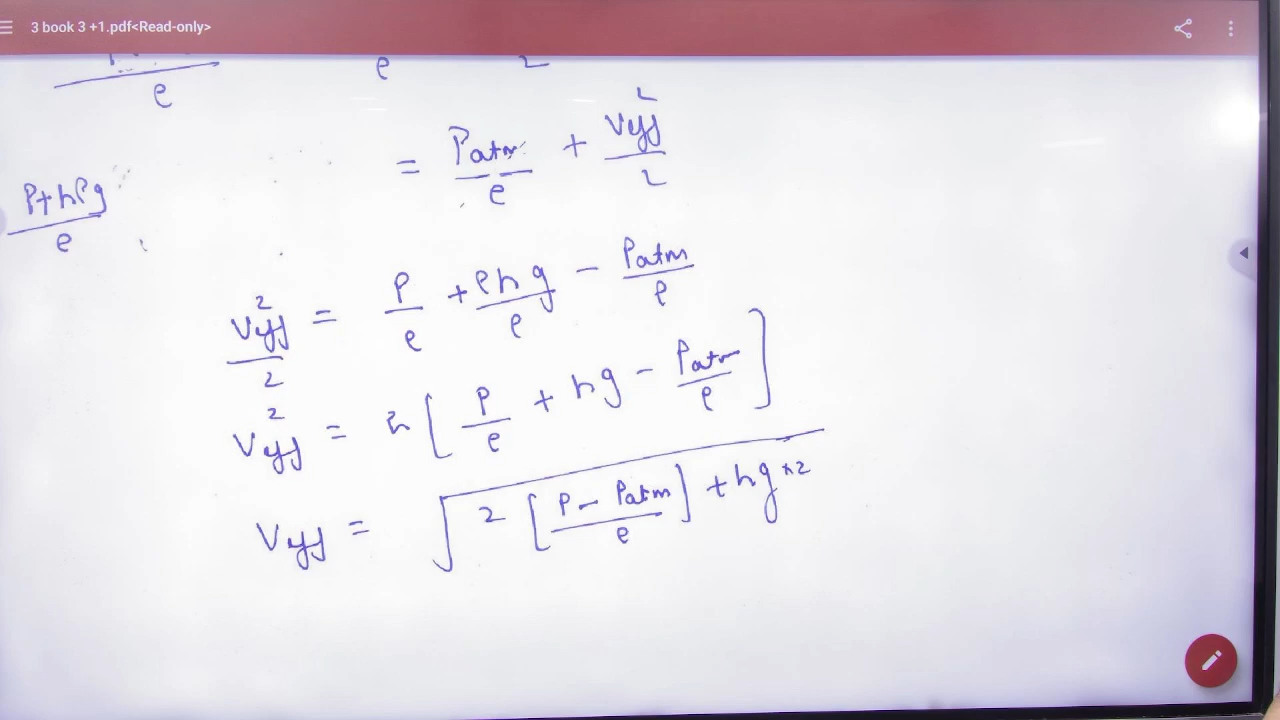 3 book 3 +1.pdf<Read-only>
ρ ρ 2
= Patm/ρ + Veff²/2
P+hρg/ρ
Veff²/2 = P/ρ + ρhg/ρ - Patm/ρ
Veff² = 2[P/ρ + hg - Patm/ρ]
Veff = √(2[P - Patm/ρ] + hg×2)